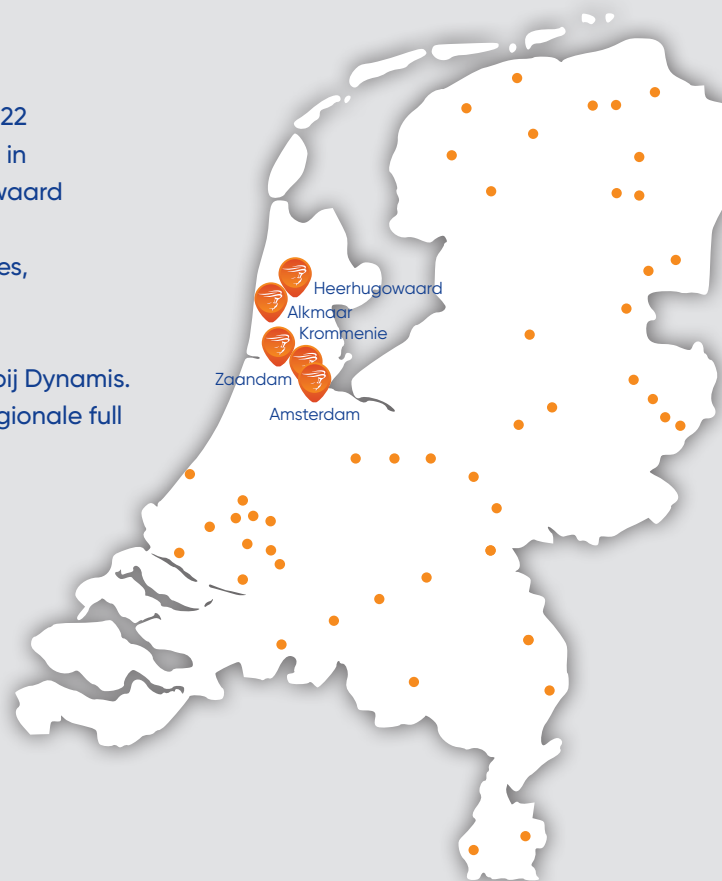 22
in
waard
es,
bij Dynamis.
gionale full
Heerhugowaard
Alkmaar
Krommenie
Zaandam
Amsterdam